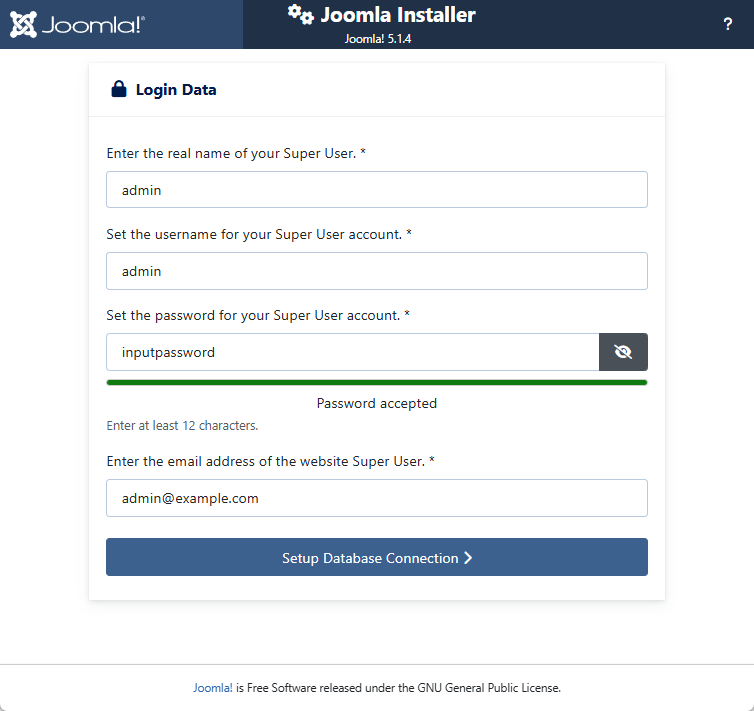 Joomla!®
Joomla Installer
Joomla! 5.1.4
?
Login Data
Enter the real name of your Super User. *
admin
Set the username for your Super User account. *
admin
Set the password for your Super User account. *
inputpassword
Password accepted
Enter at least 12 characters.
Enter the email address of the website Super User. *
admin@example.com
Setup Database Connection
Joomla! is Free Software released under the GNU General Public License.